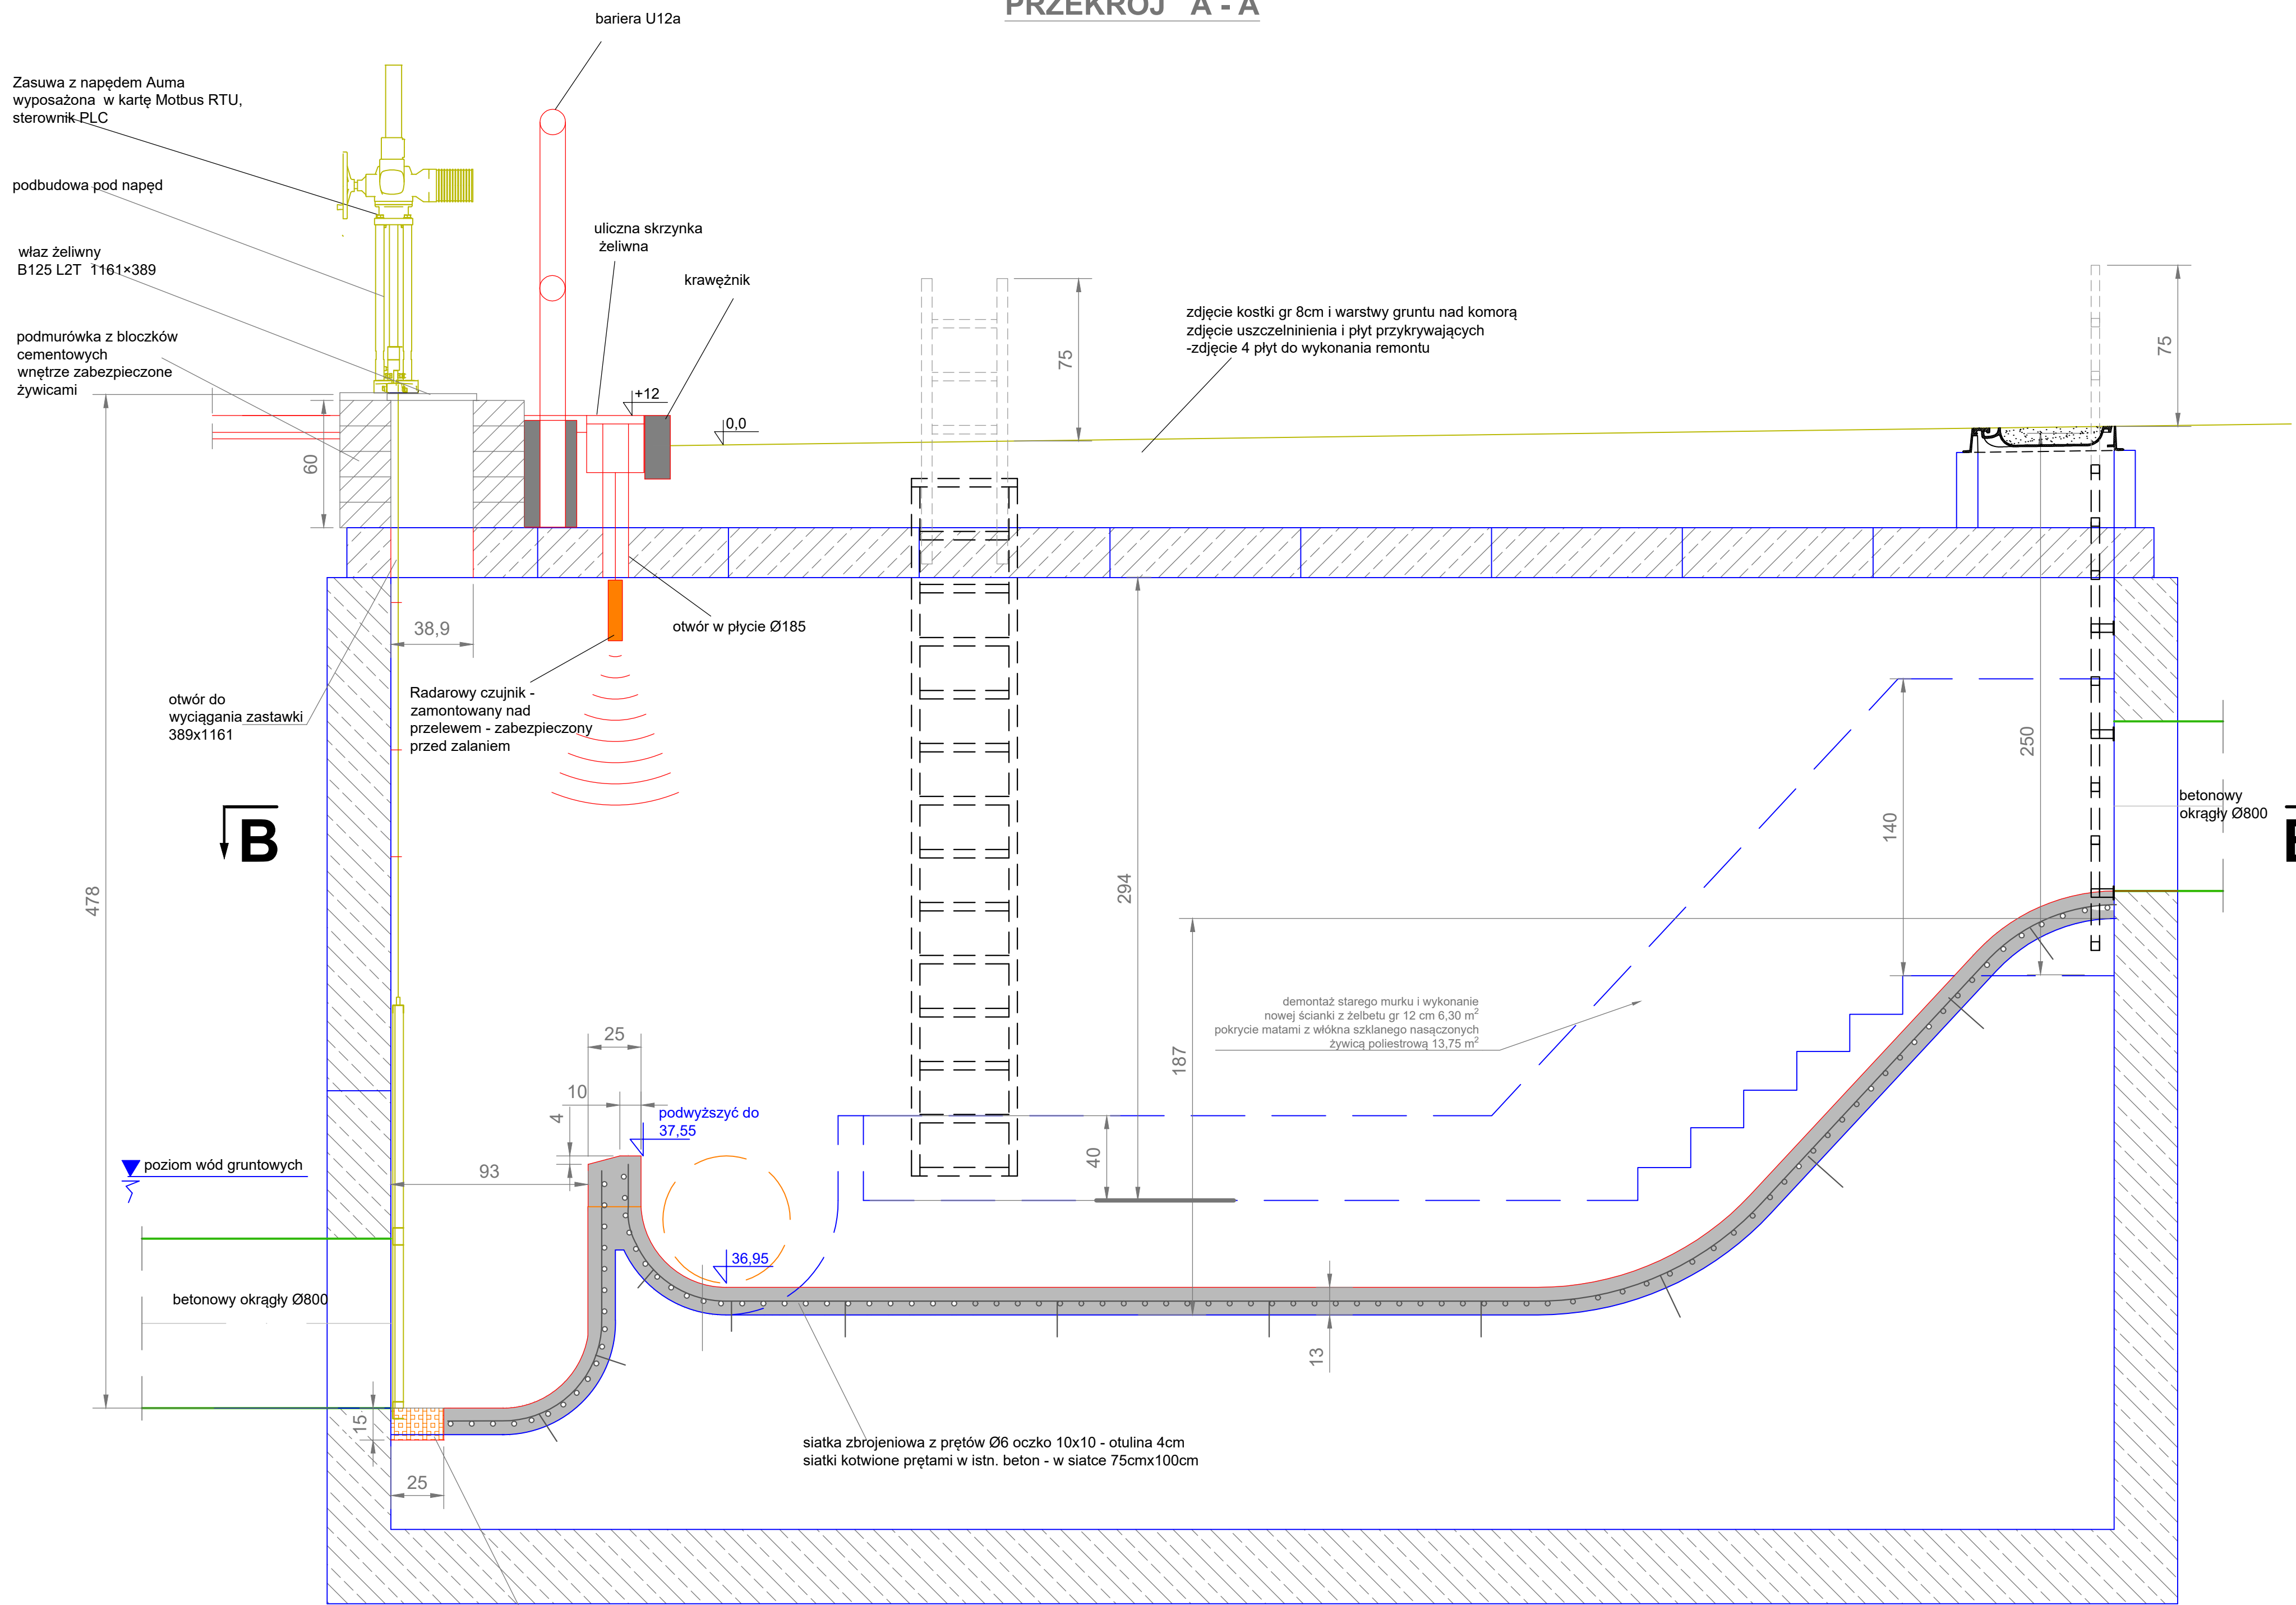 PRZEKRÓJ A - A
bariera U12a
Zasuwa z napędem Auma
wyposażona w kartę Motbus RTU,
sterownik PLC
podbudowa pod napęd
właz żeliwny
B125 L2T 1161×389
podmurówka z bloczków
cementowych
wnętrze zabezpieczone
żywicami
uliczna skrzynka
żeliwna
krawężnik
+12
0,0
75
zdjęcie kostki gr 8cm i warstwy gruntu nad komorą
zdjęcie uszczelninienia i płyt przykrywających
-zdjęcie 4 płyt do wykonania remontu
75
60
38,9
otwór w płycie Ø185
Radarowy czujnik -
zamontowany nad
przelewem - zabezpieczony
przed zalaniem
otwór do
wyciągania zastawki
389x1161
B
478
294
250
140
betonowy
okrągły Ø800
187
demontaż starego murku i wykonanie
nowej ścianki z żelbetu gr 12 cm 6,30 m²
pokrycie matami z włókna szklanego nasączonych
żywicą poliestrową 13,75 m²
25
10
4
podwyższyć do
37,55
40
93
poziom wód gruntowych
36,95
betonowy okrągły Ø800
13
15
25
siatka zbrojeniowa z prętów Ø6 oczko 10x10 - otulina 4cm
siatki kotwione prętami w istn. beton - w siatce 75cmx100cm